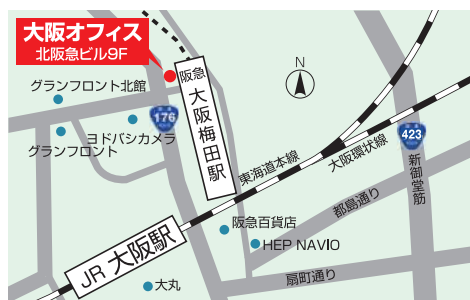 大阪オフィス
北阪急ビル9F
グランフロント北館
176
ヨドバシカメラ
グランフロント
阪急
大阪梅田駅
N
423
新御堂筋
東海道本線
大阪環状線
都島通り
阪急百貨店
HEP NAVIO
扇町通り
JR 大阪駅
大丸